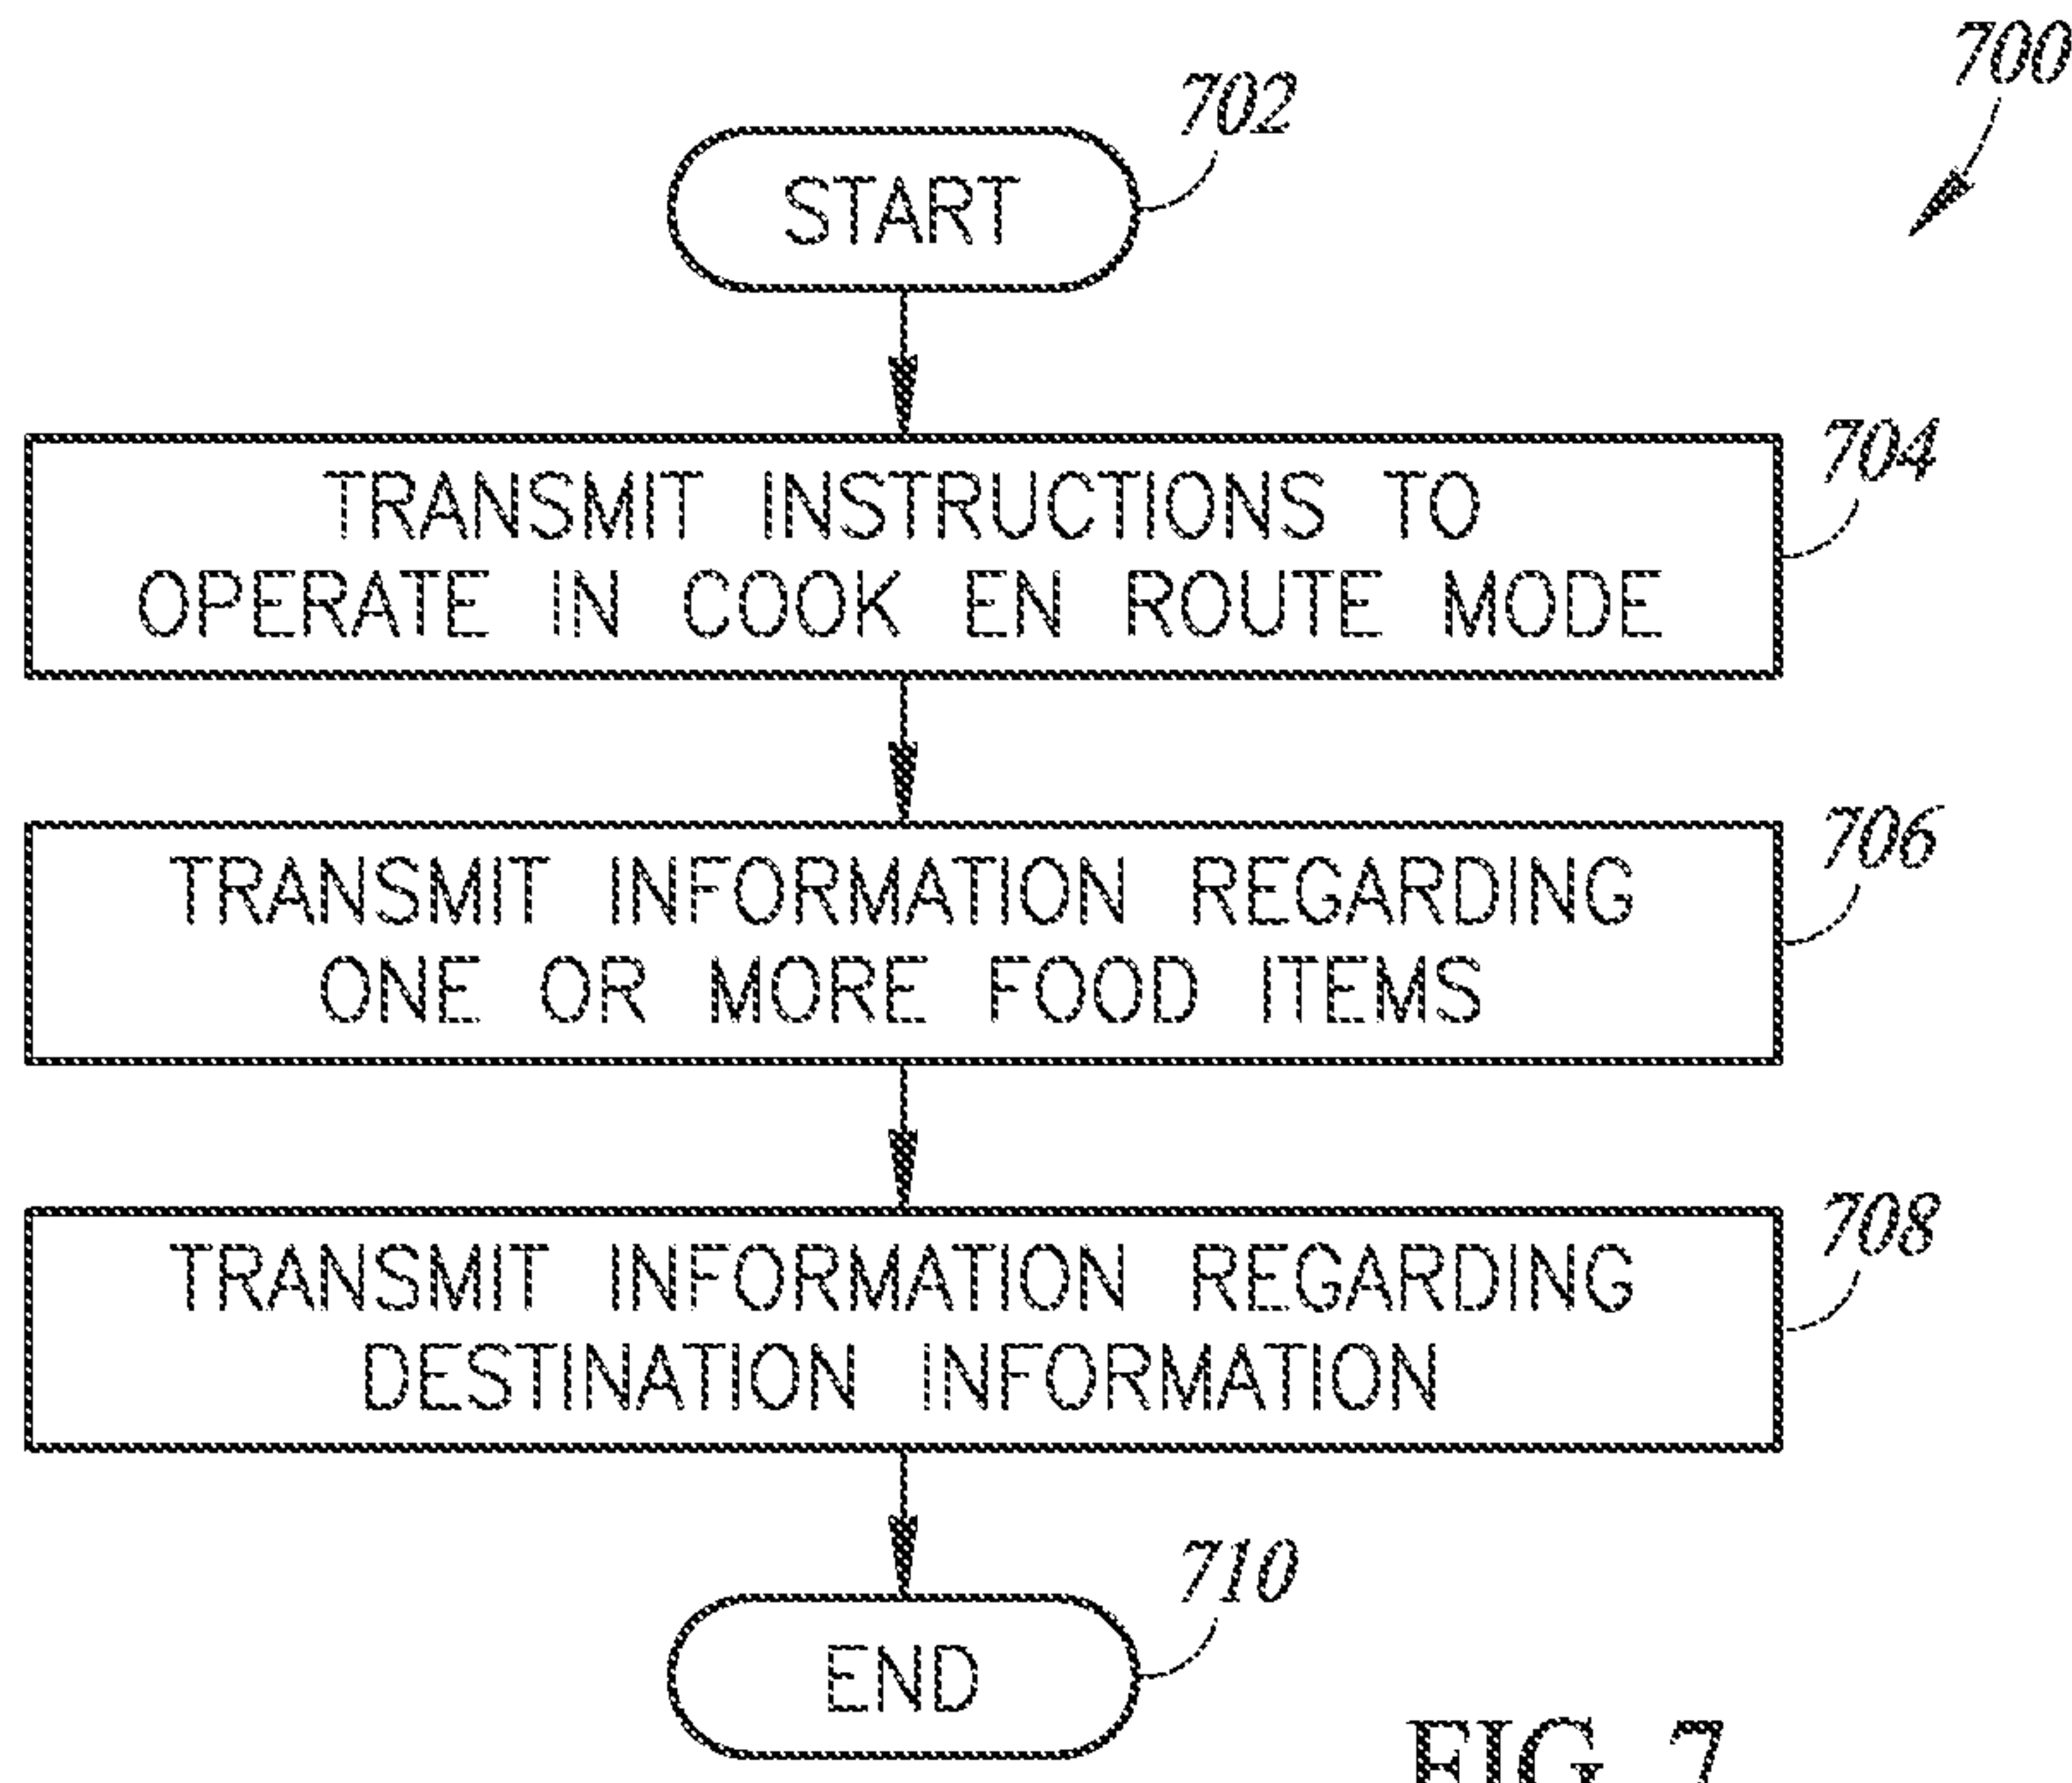 700
702
START
704
TRANSMIT INSTRUCTIONS TO
OPERATE IN COOK EN ROUTE MODE
706
TRANSMIT INFORMATION REGARDING
ONE OR MORE FOOD ITEMS
708
TRANSMIT INFORMATION REGARDING
DESTINATION INFORMATION
710
END
FIG. 7